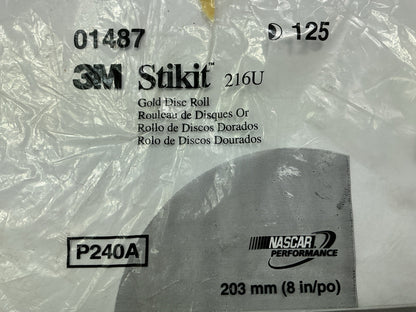 01487
125
3M Stikit™ 216U
Gold Disc Roll
Rouleau de Disques Or
Rollo de Discos Dorados
Rolo de Discos Dourados
NASCAR
PERFORMANCE
P240A
203 mm (8 in/po)